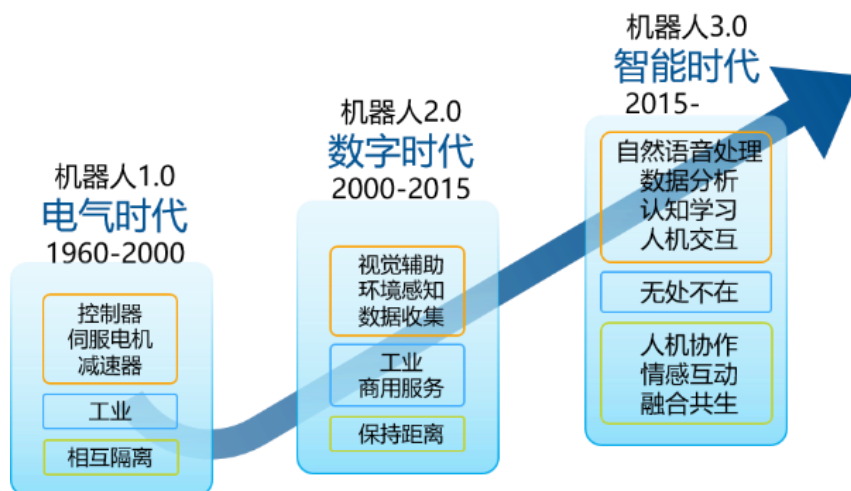 机器人1.0
电气时代
1960-2000
控制器
伺服电机
减速器
工业
相互隔离
机器人2.0
数字时代
2000-2015
视觉辅助
环境感知
数据收集
工业
商用服务
保持距离
机器人3.0
智能时代
2015-
自然语音处理
数据分析
认知学习
人机交互
无处不在
人机协作
情感互动
融合共生